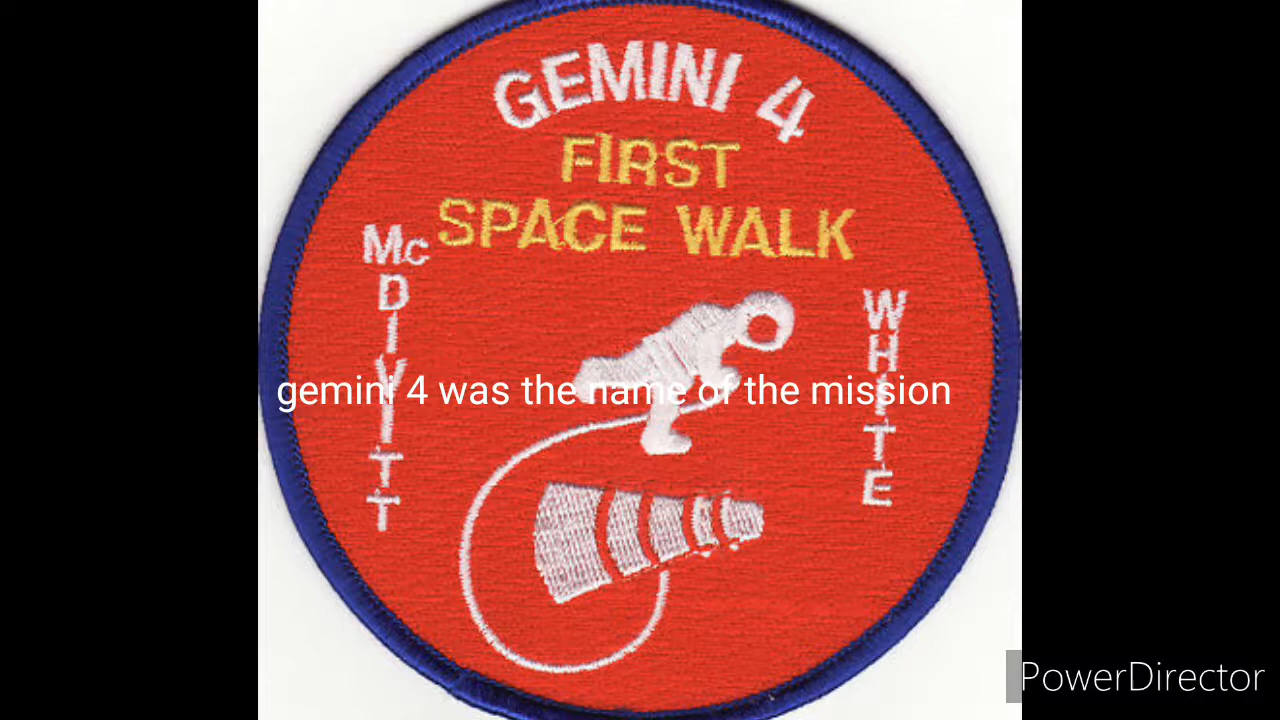 GEMINI 4
FIRST
SPACE WALK
McDIVITT
WHITE
gemini 4 was the name of the mission
PowerDirector